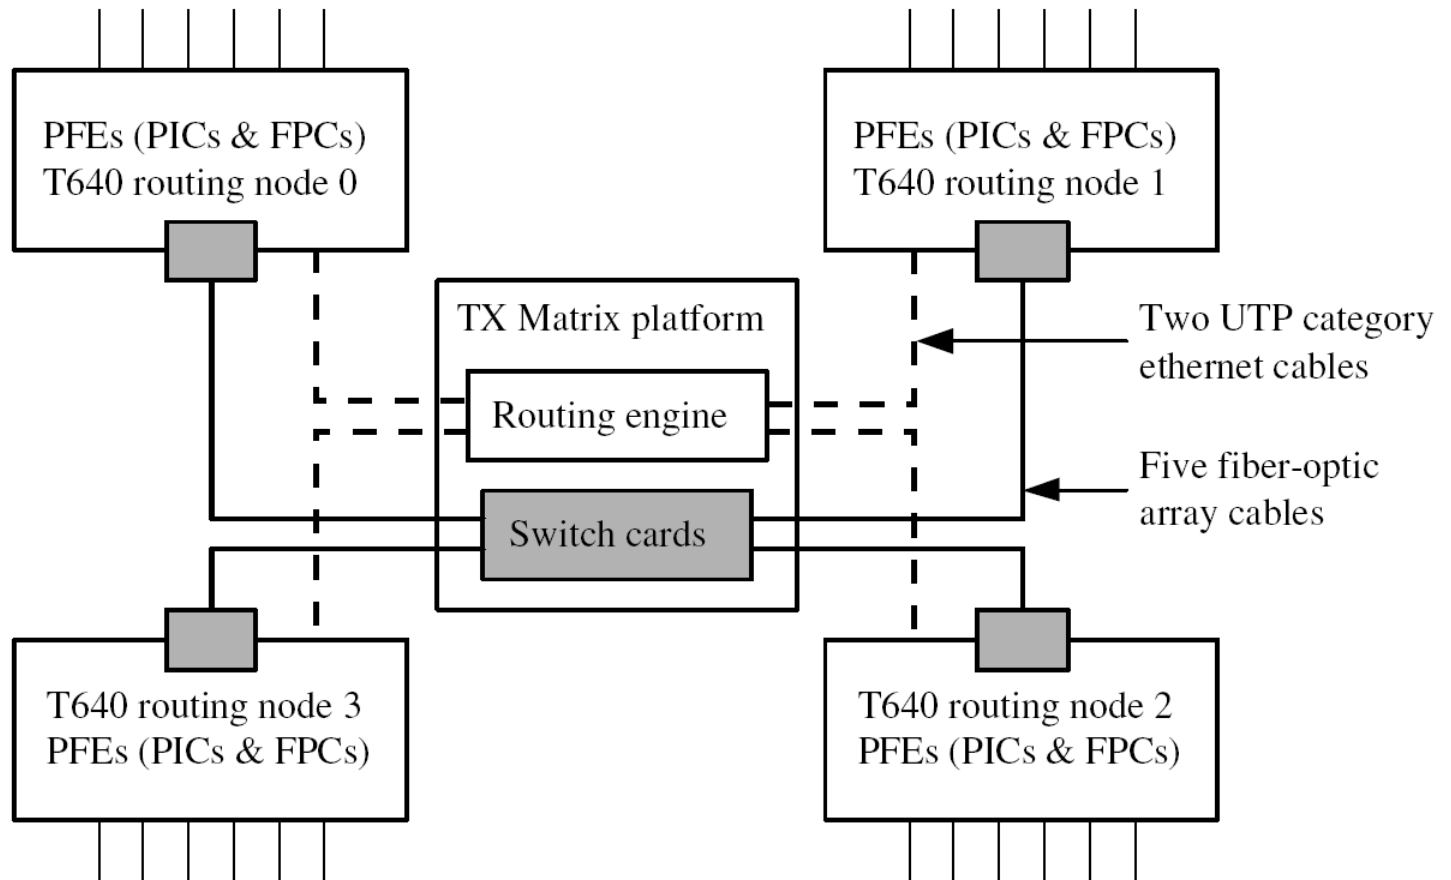 PFEs (PICs & FPCs)
T640 routing node 0
PFEs (PICs & FPCs)
T640 routing node 1
TX Matrix platform
Routing engine
Switch cards
Two UTP category
ethernet cables
Five fiber-optic
array cables
T640 routing node 3
PFEs (PICs & FPCs)
T640 routing node 2
PFEs (PICs & FPCs)